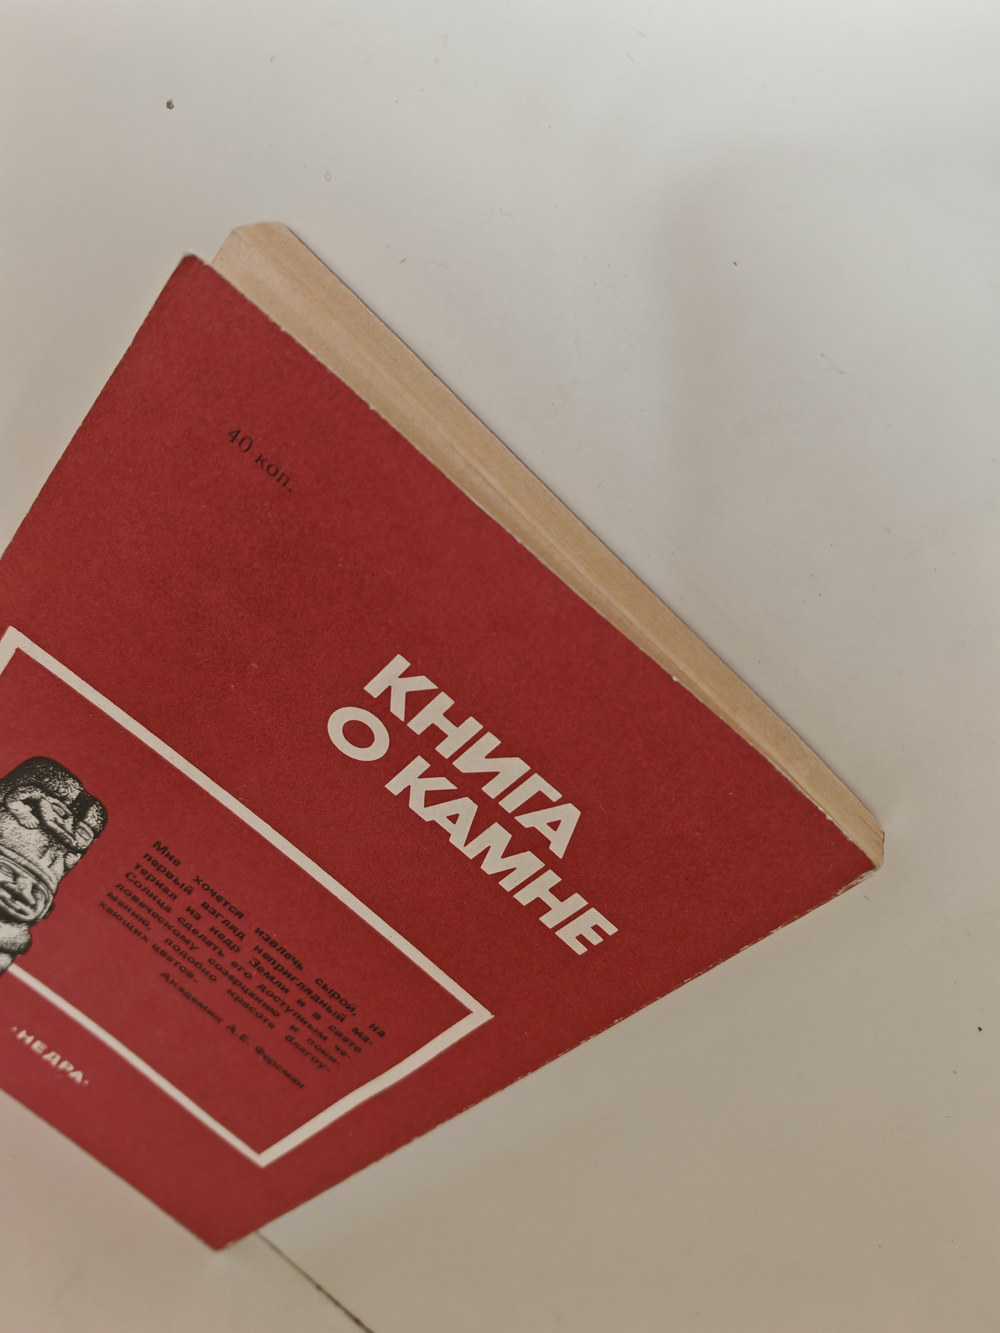 40 коп.
КНИГА
О КАМНЕ
Мне хочется извлечь сырой, на
первый взгляд неприглядный ма-
териал из недр Земли и в свете
Солнца сделать его доступным че-
ловеческому созерцанию и пони-
манию, подобно красоте благоу-
хающих цветов.
Академик А.Е. Ферсман
·НЕДРА·